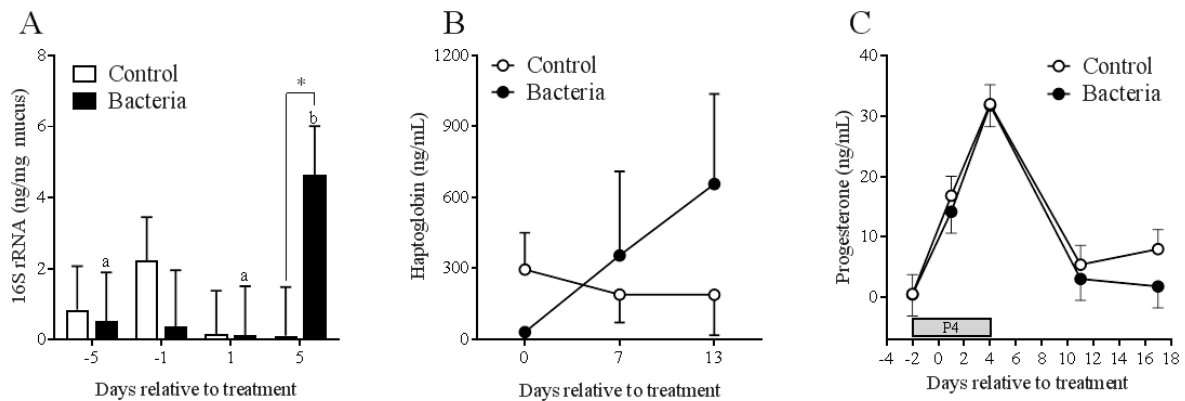 A
16S rRNA (ng/mg mucus)
8
6
4
2
0
Control
Bacteria
*
b
a
a
-5
-1
1
5
Days relative to treatment
B
Haptoglobin (ng/mL)
1200
900
600
300
0
Control
Bacteria
0
7
13
Days relative to treatment
C
Progesterone (ng/mL)
40
30
20
10
0
Control
Bacteria
P4
-4 -2 0 2 4 6 8 10 12 14 16 18
Days relative to treatment